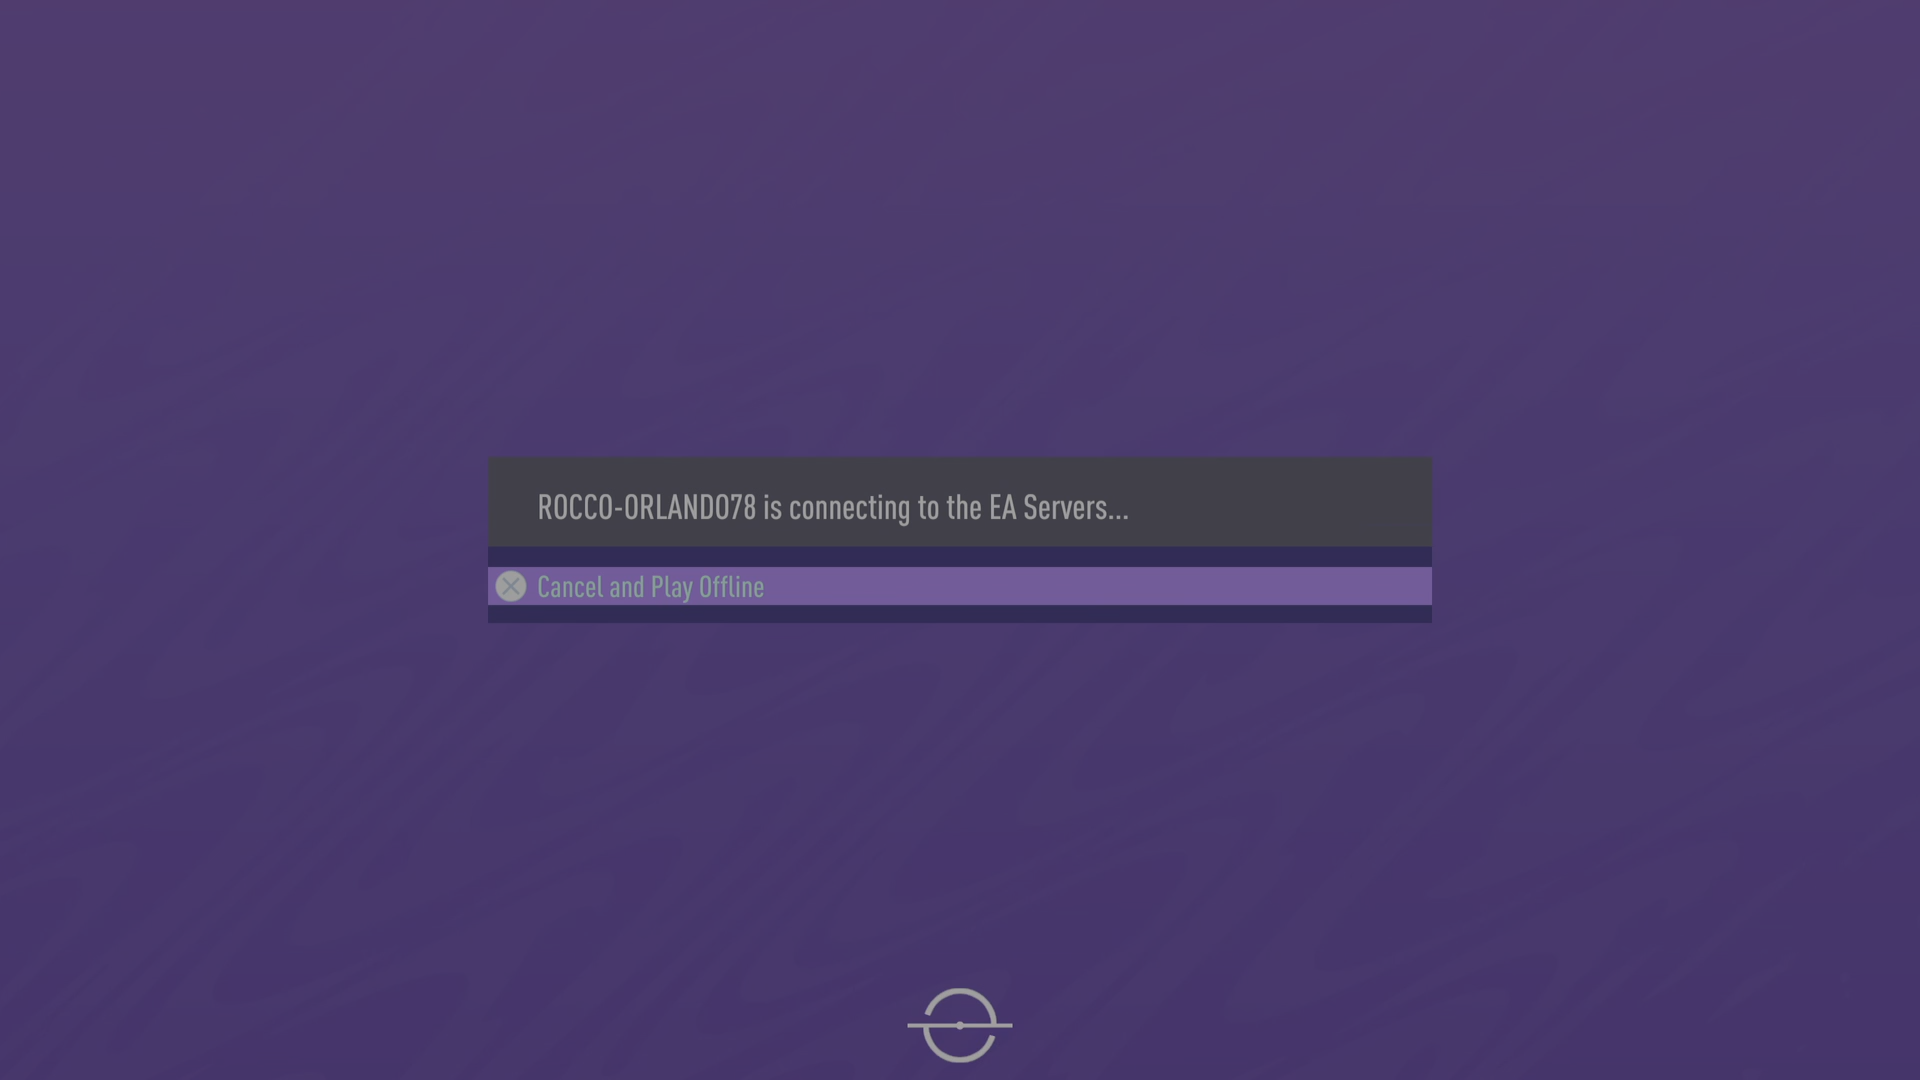 ROCCO-ORLANDO78 is connecting to the EA Servers...
Cancel and Play Offline